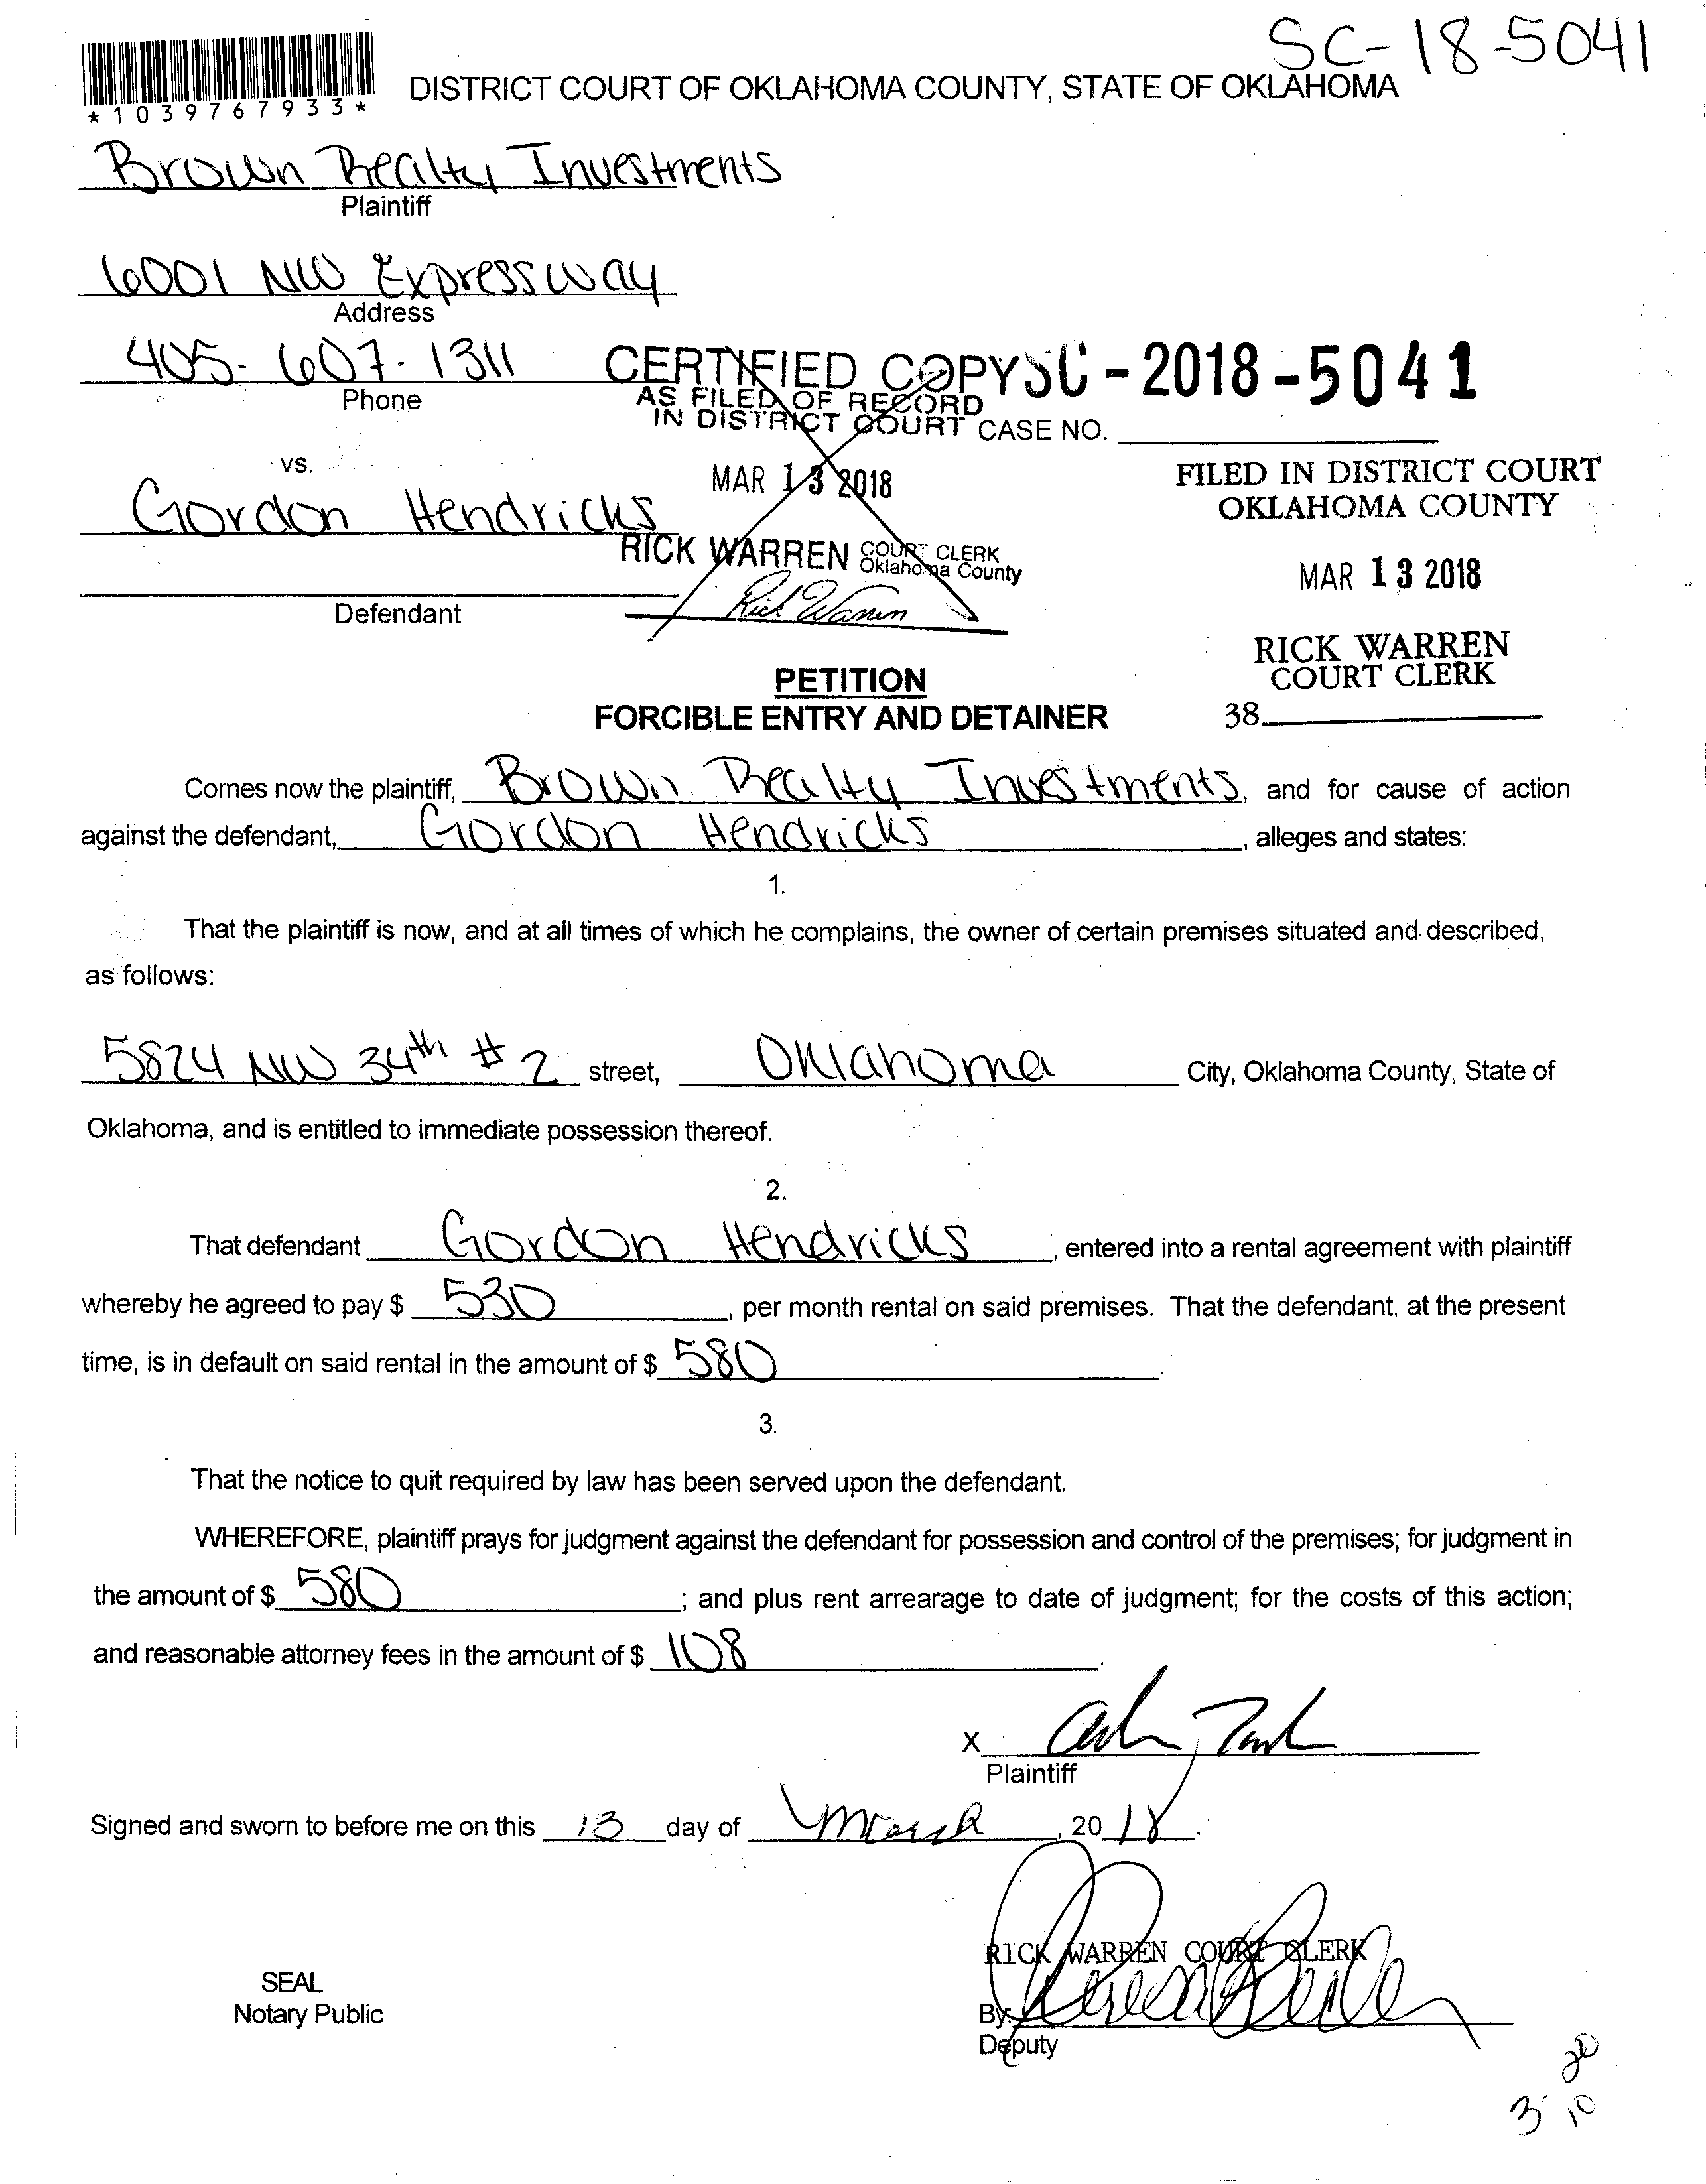 SC-18-5041
*1039767933*
DISTRICT COURT OF OKLAHOMA COUNTY, STATE OF OKLAHOMA
Brown Realty Investments
Plaintiff
6001 NW Expressway
Address
405-607-1311
Phone
CERTIFIED COPY
AS FILED OF RECORD
IN DISTRICT COURT
SC-2018-5041
CASE NO.
vs.
MAR 13 2018
FILED IN DISTRICT COURT
OKLAHOMA COUNTY
Gordon Hendricks
RICK WARREN COURT CLERK
Oklahoma County
MAR 13 2018
Rick Warren
Defendant
RICK WARREN
COURT CLERK
38
PETITION
FORCIBLE ENTRY AND DETAINER
Comes now the plaintiff, Brown Realty Investments, and for cause of action
against the defendant, Gordon Hendricks, alleges and states:
1.
That the plaintiff is now, and at all times of which he complains, the owner of certain premises situated and described,
as follows:
5824 NW 34th #2 street, Oklahoma City, Oklahoma County, State of
Oklahoma, and is entitled to immediate possession thereof.
2.
That defendant Gordon Hendricks, entered into a rental agreement with plaintiff
whereby he agreed to pay $ 530, per month rental on said premises. That the defendant, at the present
time, is in default on said rental in the amount of $ 580.
3.
That the notice to quit required by law has been served upon the defendant.
WHEREFORE, plaintiff prays for judgment against the defendant for possession and control of the premises; for judgment in
the amount of $ 580; and plus rent arrearage to date of judgment; for the costs of this action;
and reasonable attorney fees in the amount of $ 108.
X
Plaintiff
Signed and sworn to before me on this 13 day of March, 2018.
RICK WARREN COURT CLERK
SEAL
Notary Public
By:
Deputy
20
3 10